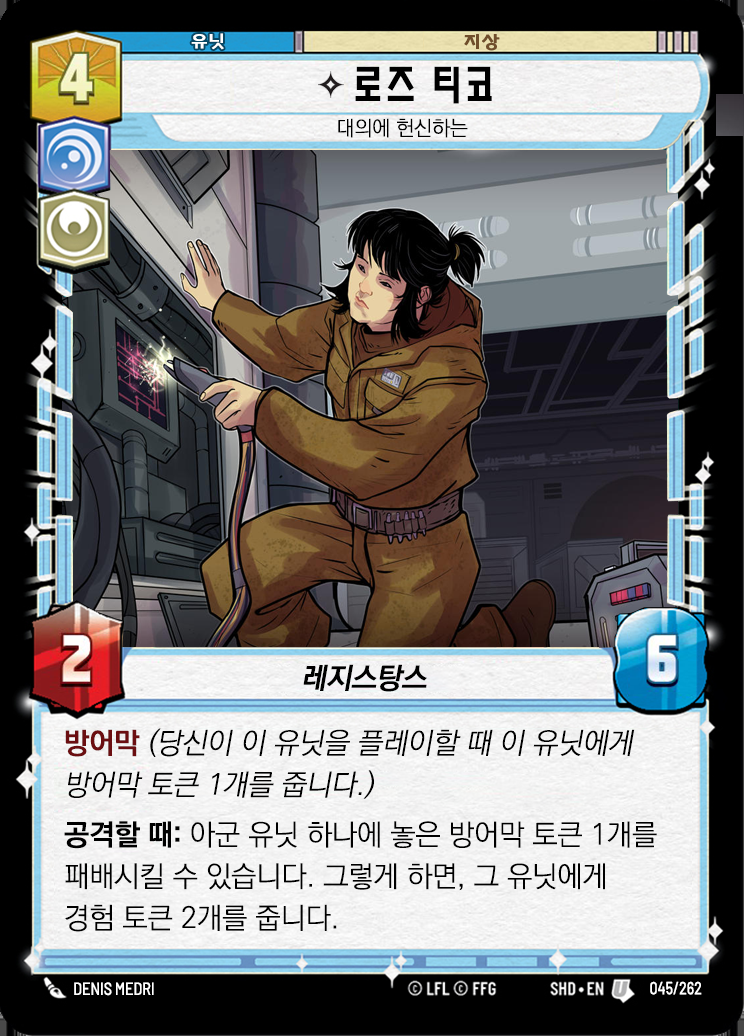 유닛
지상
4
로즈 티코
대의에 헌신하는
2
6
레지스탕스
방어막 (당신이 이 유닛을 플레이할 때 이 유닛에게
방어막 토큰 1개를 줍니다.)
공격할 때: 아군 유닛 하나에 놓은 방어막 토큰 1개를
패배시킬 수 있습니다. 그렇게 하면, 그 유닛에게
경험 토큰 2개를 줍니다.
DENIS MEDRI
© LFL © FFG
SHD • EN
U
045/262